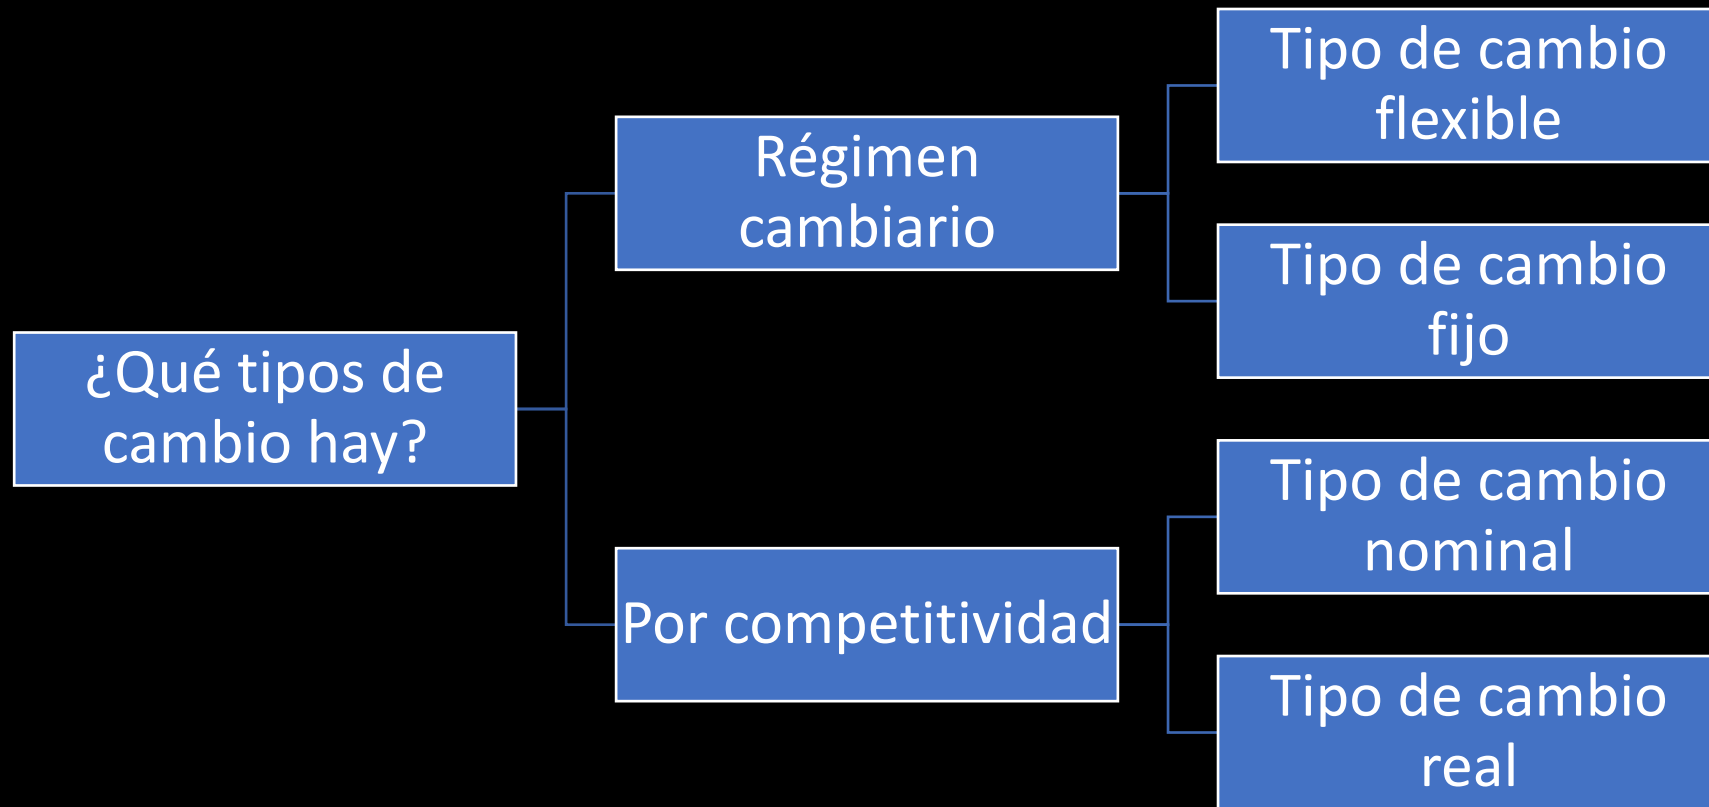 ¿Qué tipos de
cambio hay?
Régimen
cambiario
Tipo de cambio
flexible
Tipo de cambio
fijo
Por competitividad
Tipo de cambio
nominal
Tipo de cambio
real